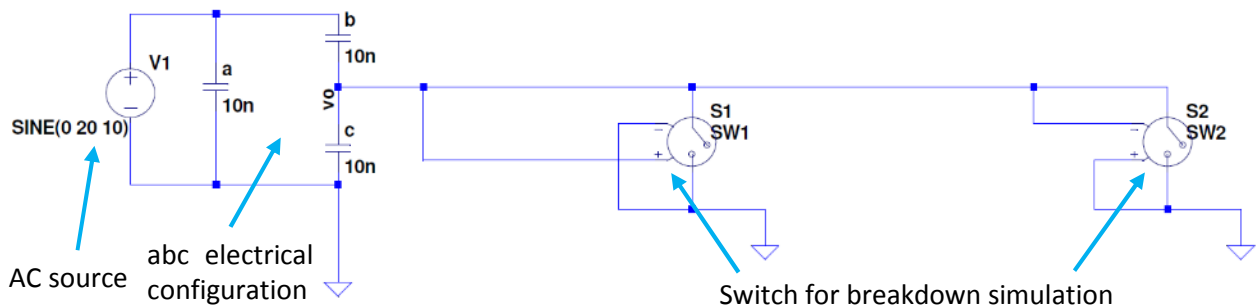 V1
+
−
SINE(0 20 10)
a
10n
b
10n
vo
c
10n
S1
SW1
−
+
S2
SW2
−
+
AC source
abc electrical
configuration
Switch for breakdown simulation